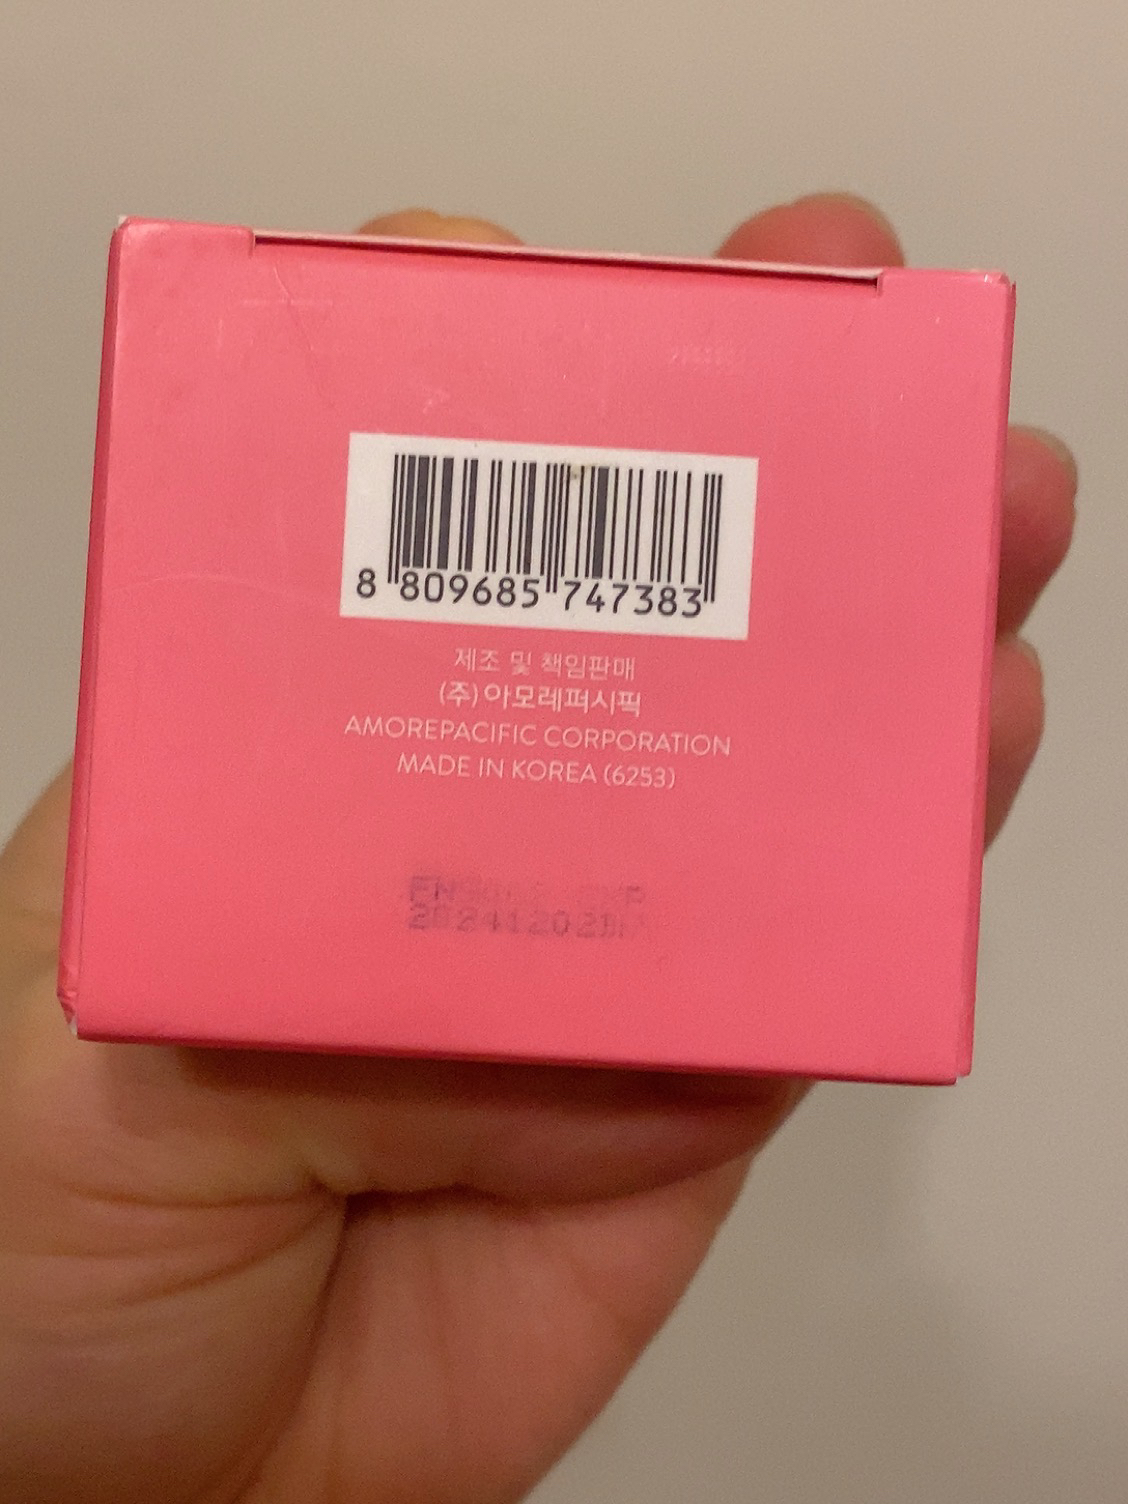 8 809685 747383
제조 및 책임판매
(주)아모레퍼시픽
AMOREPACIFIC CORPORATION
MADE IN KOREA (6253)